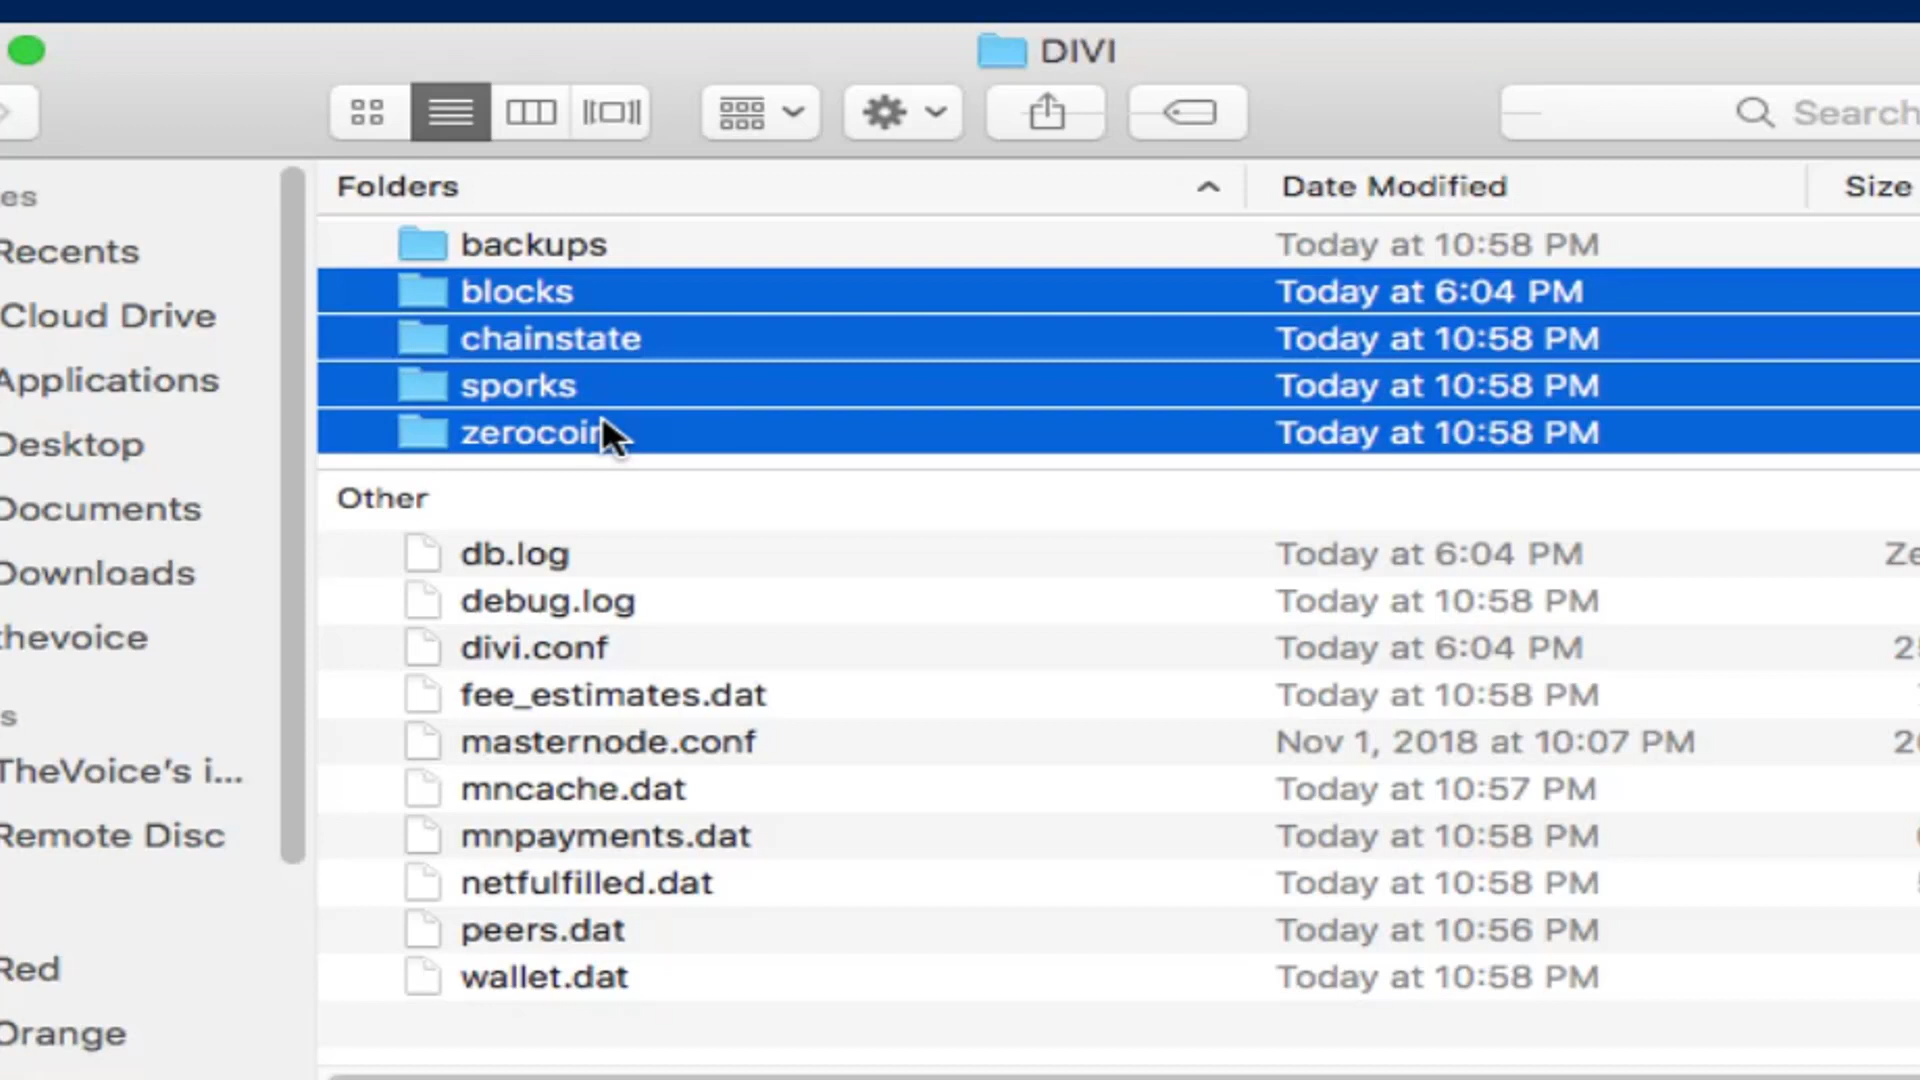 DIVI
Search
Folders Date Modified Size
es
backups Today at 10:58 PM
Recents
blocks Today at 6:04 PM
Cloud Drive
chainstate Today at 10:58 PM
Applications
sporks Today at 10:58 PM
Desktop
zerocoin Today at 10:58 PM
Documents
Other
Downloads
db.log Today at 6:04 PM Ze
thevoice
debug.log Today at 10:58 PM
divi.conf Today at 6:04 PM
s
fee_estimates.dat Today at 10:58 PM
TheVoice's i...
masternode.conf Nov 1, 2018 at 10:07 PM
mncache.dat Today at 10:57 PM
Remote Disc
mnpayments.dat Today at 10:58 PM
netfulfilled.dat Today at 10:58 PM
peers.dat Today at 10:56 PM
Red
wallet.dat Today at 10:58 PM
Orange